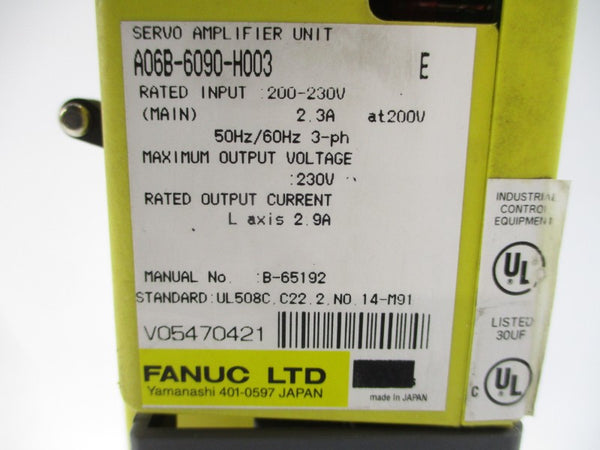 SERVO AMPLIFIER UNIT
A06B-6090-H003 E
RATED INPUT :200-230V
(MAIN) 2.3A at200V
50Hz/60Hz 3-ph
MAXIMUM OUTPUT VOLTAGE
:230V
RATED OUTPUT CURRENT
L axis 2.9A
MANUAL No. :B-65192
STANDARD:UL508C.C22.2.NO.14-M91
V05470421
FANUC LTD
Yamanashi 401-0597 JAPAN
made in JAPAN
INDUSTRIAL
CONTROL
EQUIPMENT
UL
LISTED
30UF
C UL